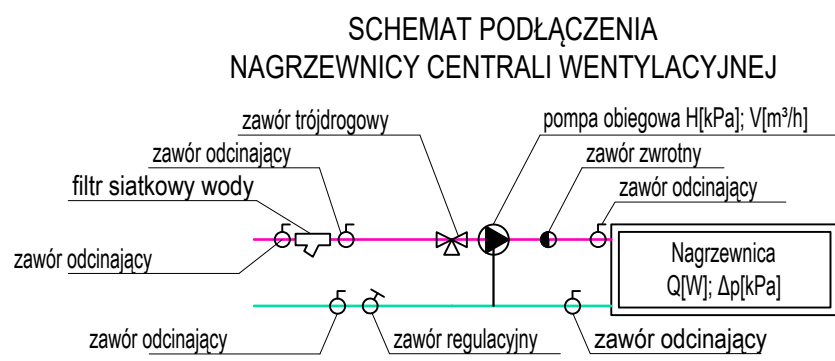 SCHEMAT PODŁĄCZENIA
NAGRZEWNICY CENTRALI WENTYLACYJNEJ
zawór trójdrogowy
pompa obiegowa H[kPa]; V[m³/h]
zawór odcinający
zawór zwrotny
filtr siatkowy wody
zawór odcinający
zawór odcinający
Nagrzewnica
Q[W]; Δp[kPa]
zawór odcinający
zawór regulacyjny
zawór odcinający